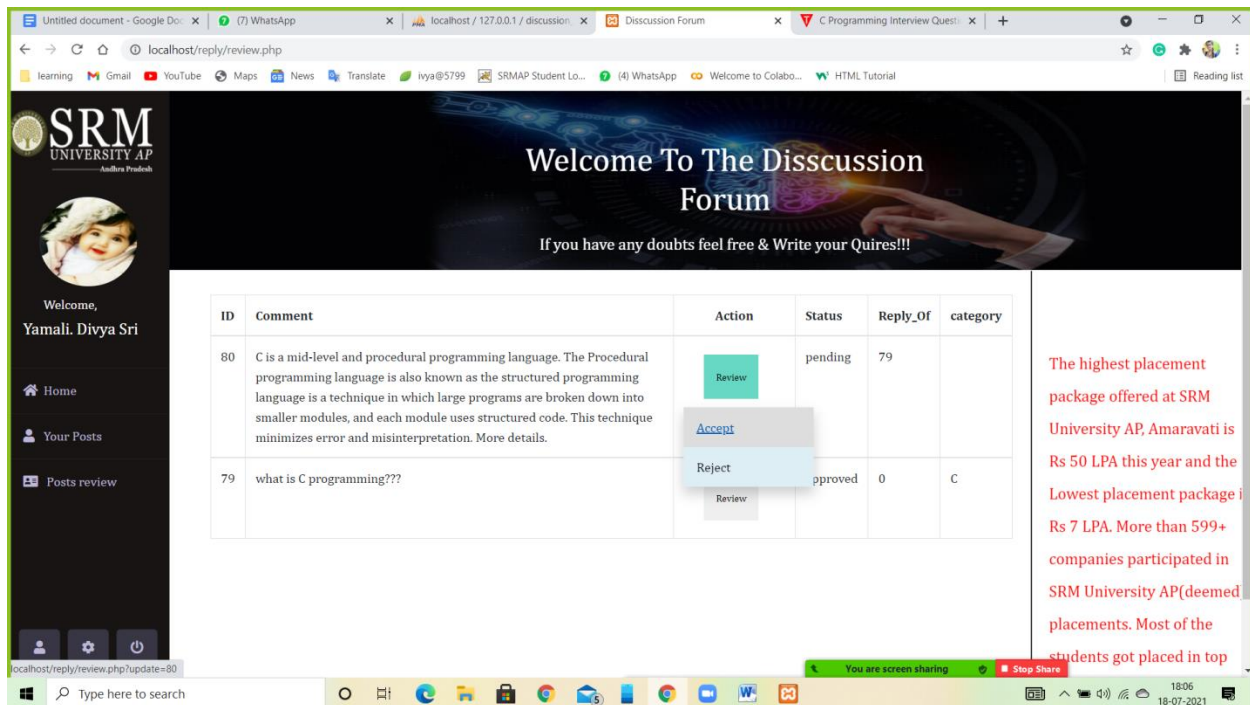 Untitled document - Google Doc
(7) WhatsApp
localhost / 127.0.0.1 / discussion
Disscussion Forum
C Programming Interview Questi
localhost/reply/review.php
learning
Gmail
YouTube
Maps
News
Translate
ivya@5799
SRMAP Student Lo...
(4) WhatsApp
Welcome to Colabo...
HTML Tutorial
Reading list
SRM
UNIVERSITY AP
Andhra Pradesh
Welcome To The Disscussion
Forum
If you have any doubts feel free & Write your Quires!!!
Welcome,
Yamali. Divya Sri
Home
Your Posts
Posts review
ID Comment Action Status Reply_Of category
80 C is a mid-level and procedural programming language. The Procedural
programming language is also known as the structured programming
language is a technique in which large programs are broken down into
smaller modules, and each module uses structured code. This technique
minimizes error and misinterpretation. More details.
Review
pending 79
Accept
Reject
79 what is C programming???
Review
pproved 0 C
The highest placement
package offered at SRM
University AP, Amaravati is
Rs 50 LPA this year and the
Lowest placement package i
Rs 7 LPA. More than 599+
companies participated in
SRM University AP(deemed)
placements. Most of the
students got placed in top
localhost/reply/review.php?update=80
You are screen sharing
Stop Share
Type here to search
5
18:06
18-07-2021